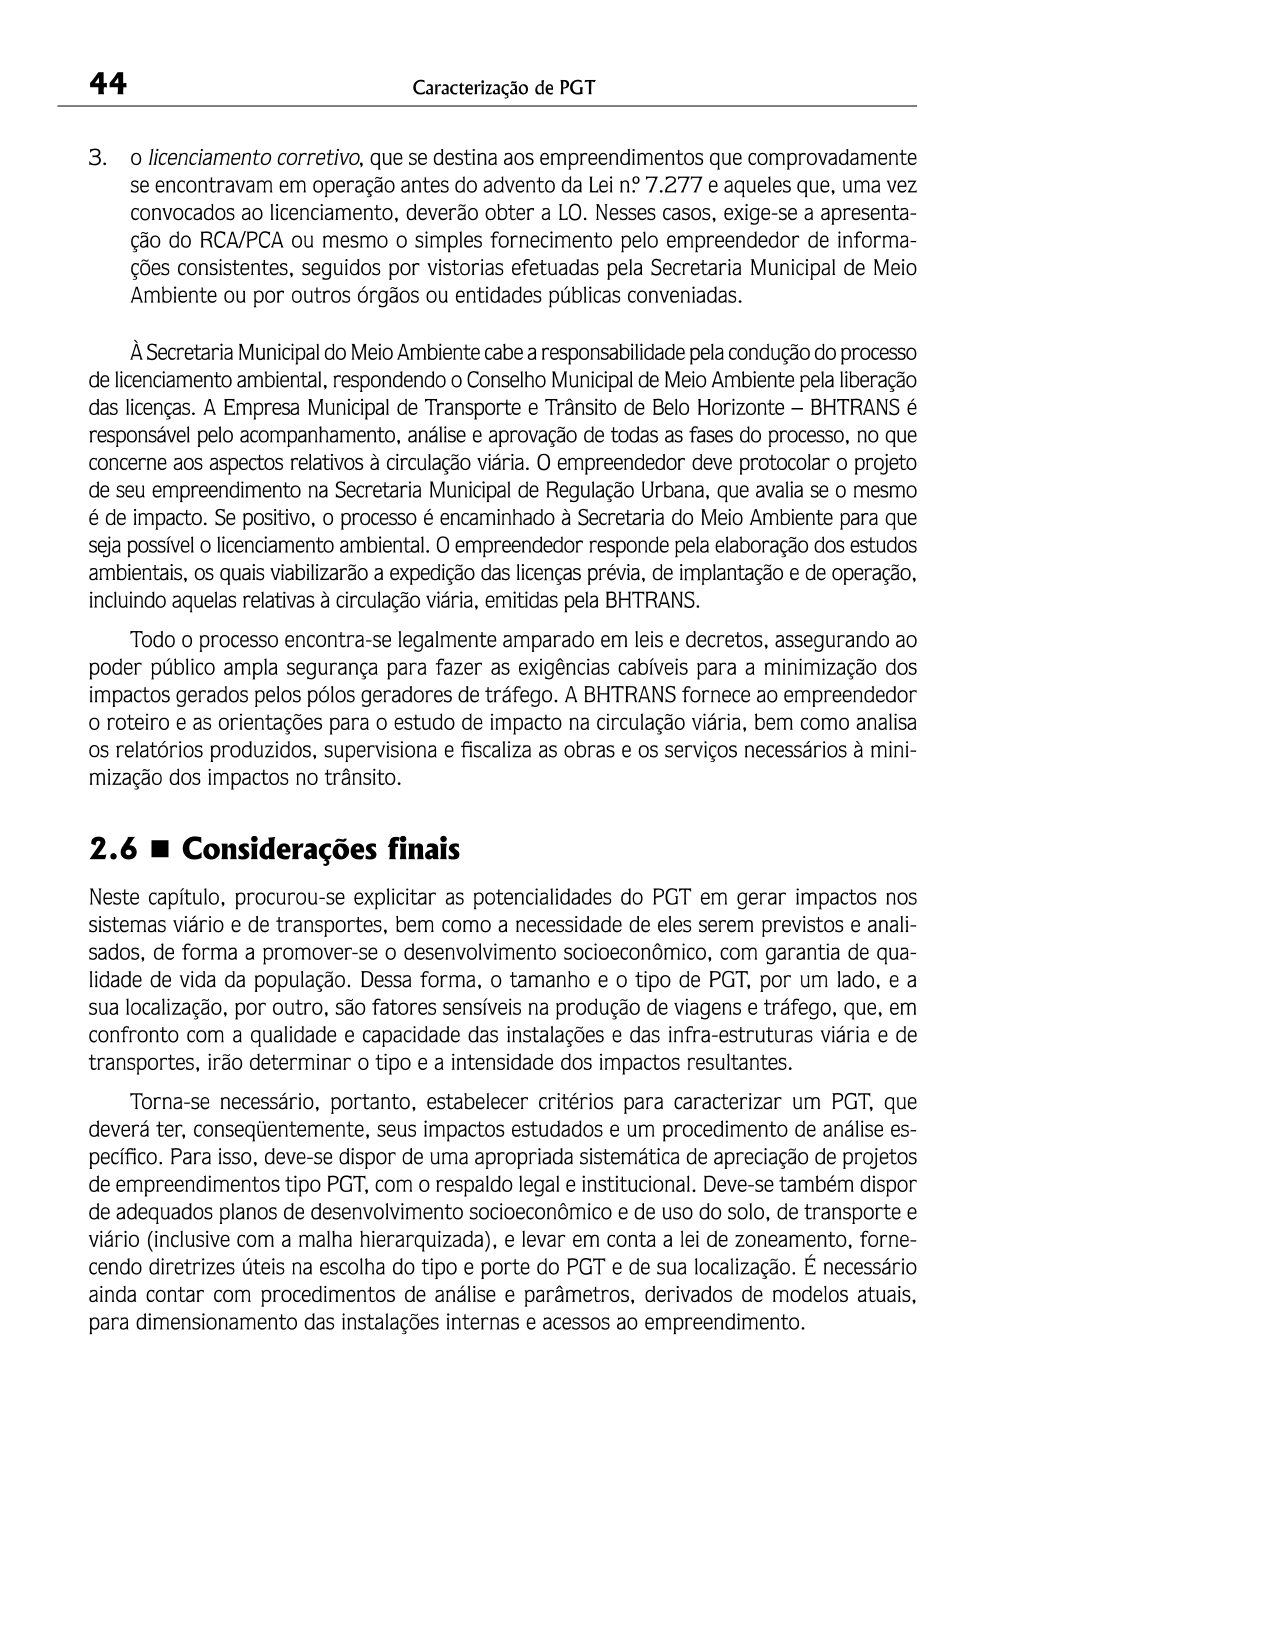 44
Caracterização de PGT
3. o licenciamento corretivo, que se destina aos empreendimentos que comprovadamente
se encontravam em operação antes do advento da Lei n.º 7.277 e aqueles que, uma vez
convocados ao licenciamento, deverão obter a LO. Nesses casos, exige-se a apresenta-
ção do RCA/PCA ou mesmo o simples fornecimento pelo empreendedor de informa-
ções consistentes, seguidos por vistorias efetuadas pela Secretaria Municipal de Meio
Ambiente ou por outros órgãos ou entidades públicas conveniadas.
À Secretaria Municipal do Meio Ambiente cabe a responsabilidade pela condução do processo
de licenciamento ambiental, respondendo o Conselho Municipal de Meio Ambiente pela liberação
das licenças. A Empresa Municipal de Transporte e Trânsito de Belo Horizonte – BHTRANS é
responsável pelo acompanhamento, análise e aprovação de todas as fases do processo, no que
concerne aos aspectos relativos à circulação viária. O empreendedor deve protocolar o projeto
de seu empreendimento na Secretaria Municipal de Regulação Urbana, que avalia se o mesmo
é de impacto. Se positivo, o processo é encaminhado à Secretaria do Meio Ambiente para que
seja possível o licenciamento ambiental. O empreendedor responde pela elaboração dos estudos
ambientais, os quais viabilizarão a expedição das licenças prévia, de implantação e de operação,
incluindo aquelas relativas à circulação viária, emitidas pela BHTRANS.
Todo o processo encontra-se legalmente amparado em leis e decretos, assegurando ao
poder público ampla segurança para fazer as exigências cabíveis para a minimização dos
impactos gerados pelos pólos geradores de tráfego. A BHTRANS fornece ao empreendedor
o roteiro e as orientações para o estudo de impacto na circulação viária, bem como analisa
os relatórios produzidos, supervisiona e fiscaliza as obras e os serviços necessários à mini-
mização dos impactos no trânsito.
2.6 ■ Considerações finais
Neste capítulo, procurou-se explicitar as potencialidades do PGT em gerar impactos nos
sistemas viário e de transportes, bem como a necessidade de eles serem previstos e anali-
sados, de forma a promover-se o desenvolvimento socioeconômico, com garantia de qua-
lidade de vida da população. Dessa forma, o tamanho e o tipo de PGT, por um lado, e a
sua localização, por outro, são fatores sensíveis na produção de viagens e tráfego, que, em
confronto com a qualidade e capacidade das instalações e das infra-estruturas viária e de
transportes, irão determinar o tipo e a intensidade dos impactos resultantes.
Torna-se necessário, portanto, estabelecer critérios para caracterizar um PGT, que
deverá ter, conseqüentemente, seus impactos estudados e um procedimento de análise es-
pecífico. Para isso, deve-se dispor de uma apropriada sistemática de apreciação de projetos
de empreendimentos tipo PGT, com o respaldo legal e institucional. Deve-se também dispor
de adequados planos de desenvolvimento socioeconômico e de uso do solo, de transporte e
viário (inclusive com a malha hierarquizada), e levar em conta a lei de zoneamento, forne-
cendo diretrizes úteis na escolha do tipo e porte do PGT e de sua localização. É necessário
ainda contar com procedimentos de análise e parâmetros, derivados de modelos atuais,
para dimensionamento das instalações internas e acessos ao empreendimento.